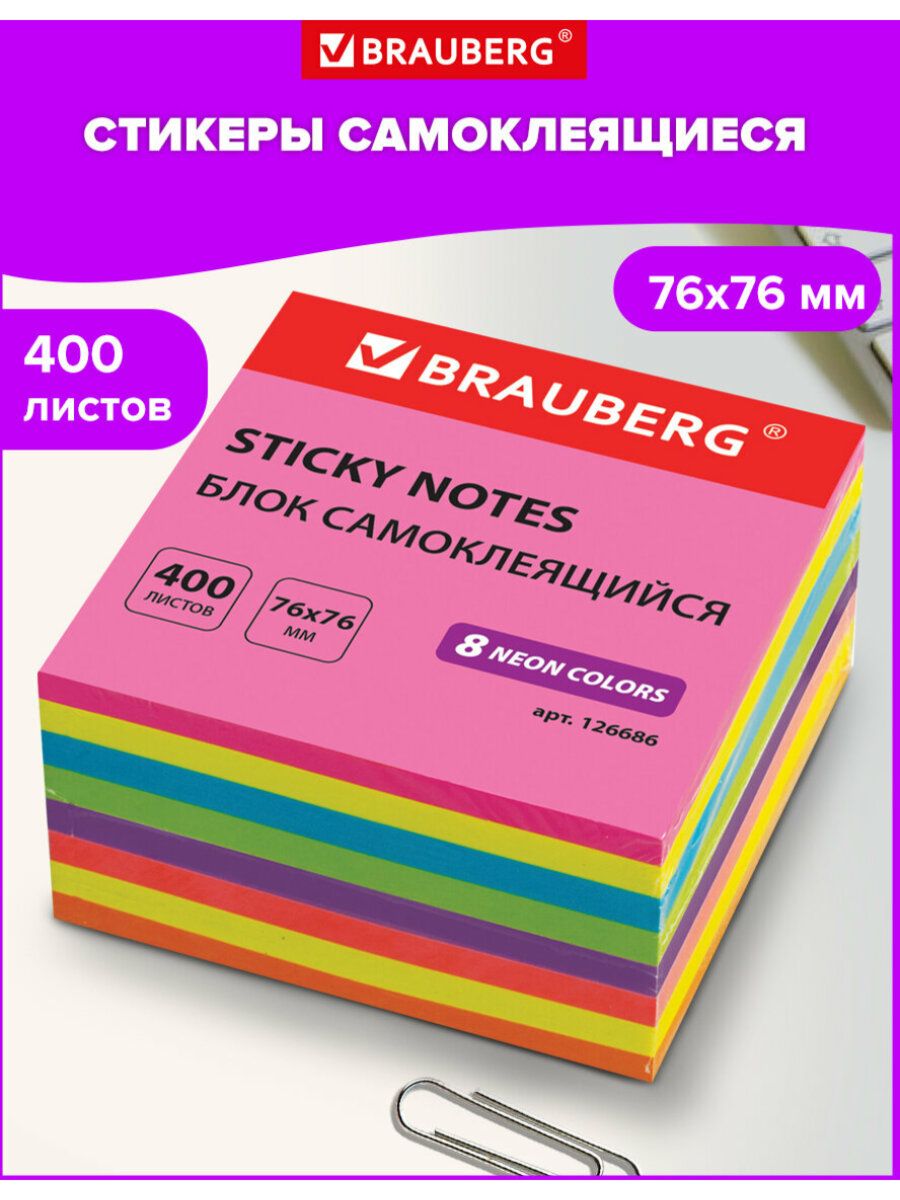 BRAUBERG®
СТИКЕРЫ САМОКЛЕЯЩИЕСЯ
76х76 мм
400
листов
BRAUBERG®
STICKY NOTES
БЛОК САМОКЛЕЯЩИЙСЯ
400
ЛИСТОВ
76х76
ММ
8 NEON COLORS
арт. 126686